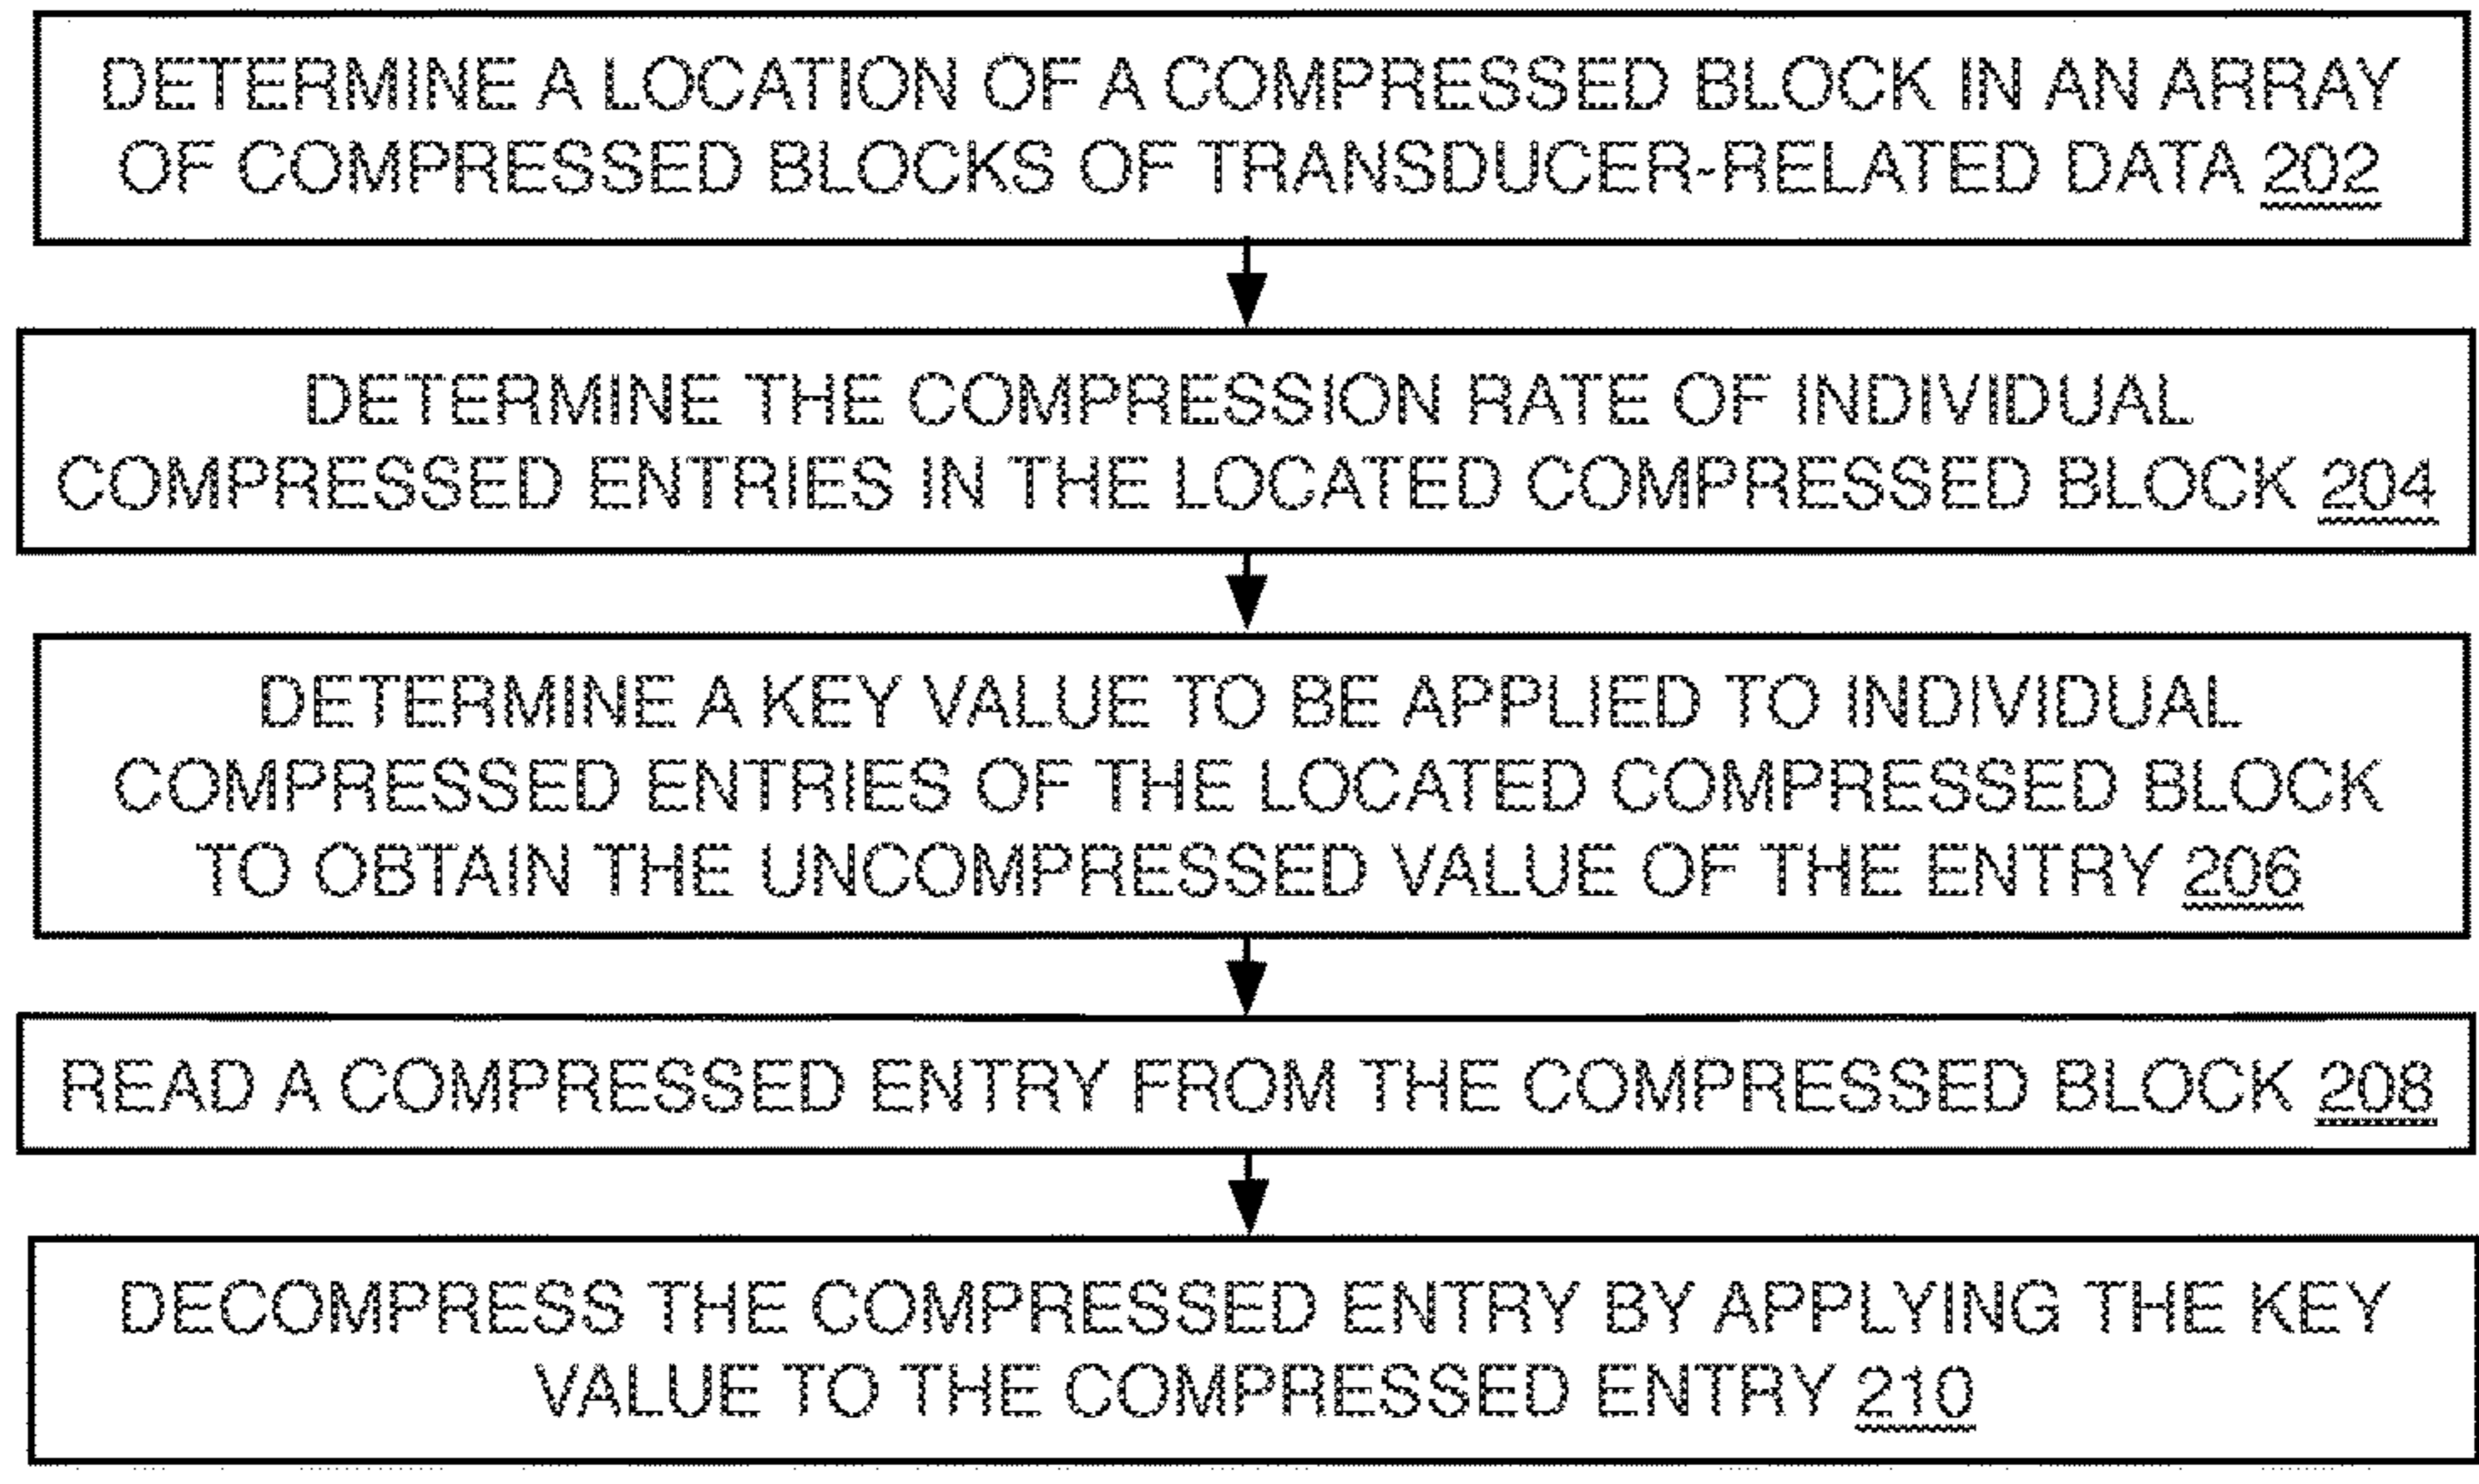 DETERMINE A LOCATION OF A COMPRESSED BLOCK IN AN ARRAY
OF COMPRESSED BLOCKS OF TRANSDUCER-RELATED DATA 202
DETERMINE THE COMPRESSION RATE OF INDIVIDUAL
COMPRESSED ENTRIES IN THE LOCATED COMPRESSED BLOCK 204
DETERMINE A KEY VALUE TO BE APPLIED TO INDIVIDUAL
COMPRESSED ENTRIES OF THE LOCATED COMPRESSED BLOCK
TO OBTAIN THE UNCOMPRESSED VALUE OF THE ENTRY 206
READ A COMPRESSED ENTRY FROM THE COMPRESSED BLOCK 208
DECOMPRESS THE COMPRESSED ENTRY BY APPLYING THE KEY
VALUE TO THE COMPRESSED ENTRY 210